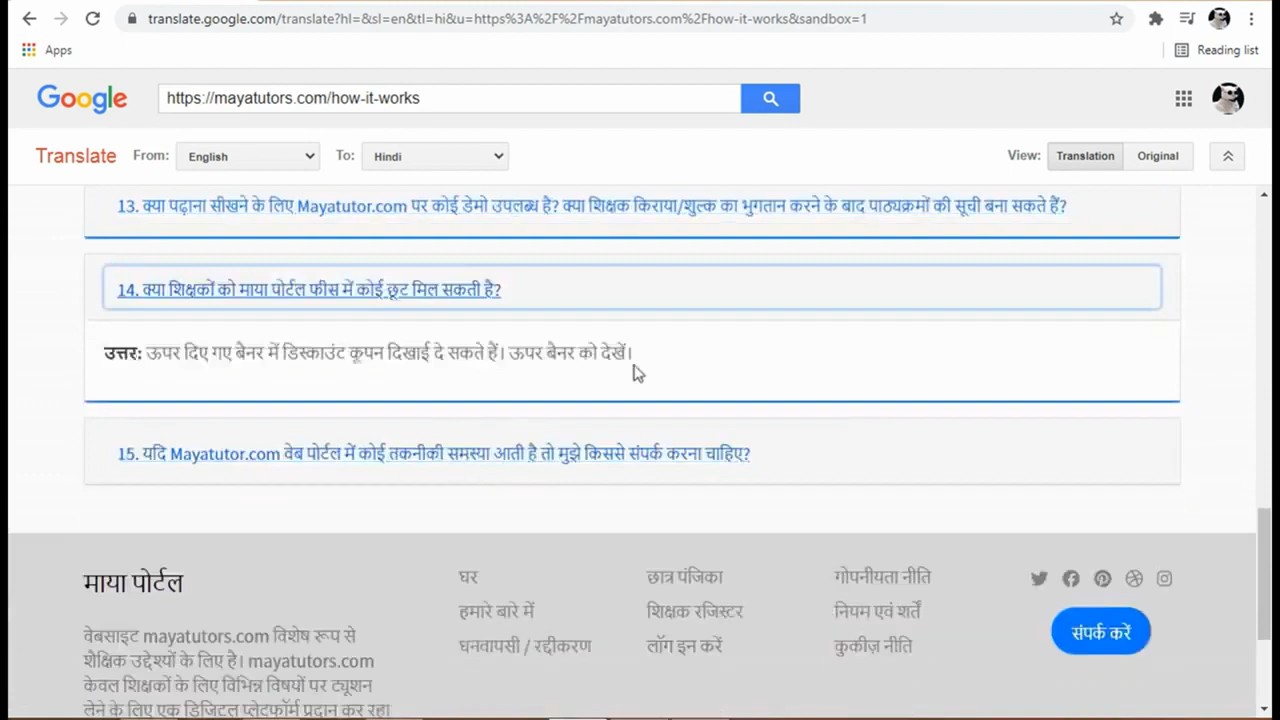 translate.google.com/translate?hl=&sl=en&tl=hi&u=https%3A%2F%2Fmayatutors.com%2Fhow-it-works&sandbox=1
Apps
Reading list
Google
https://mayatutors.com/how-it-works
Translate From: English To: Hindi View: Translation Original
13. क्या पढ़ाना सीखने के लिए Mayatutor.com पर कोई डेमो उपलब्ध है? क्या शिक्षक किराया/शुल्क का भुगतान करने के बाद पाठ्यक्रमों की सूची बना सकते हैं?
14. क्या शिक्षकों को माया पोर्टल फीस में कोई छूट मिल सकती है?
उत्तर: ऊपर दिए गए बैनर में डिस्काउंट कूपन दिखाई दे सकते हैं। ऊपर बैनर को देखें।
15. यदि Mayatutor.com वेब पोर्टल में कोई तकनीकी समस्या आती है तो मुझे किससे संपर्क करना चाहिए?
माया पोर्टल
वेबसाइट mayatutors.com विशेष रूप से
शैक्षिक उद्देश्यों के लिए है। mayatutors.com
केवल शिक्षकों के लिए विभिन्न विषयों पर ट्यूशन
लेने के लिए एक डिजिटल प्लेटफॉर्म प्रदान कर रहा
घर
हमारे बारे में
धनवापसी / रद्दीकरण
छात्र पंजिका
शिक्षक रजिस्टर
लॉग इन करें
गोपनीयता नीति
नियम एवं शर्तें
कुकीज़ नीति
संपर्क करें